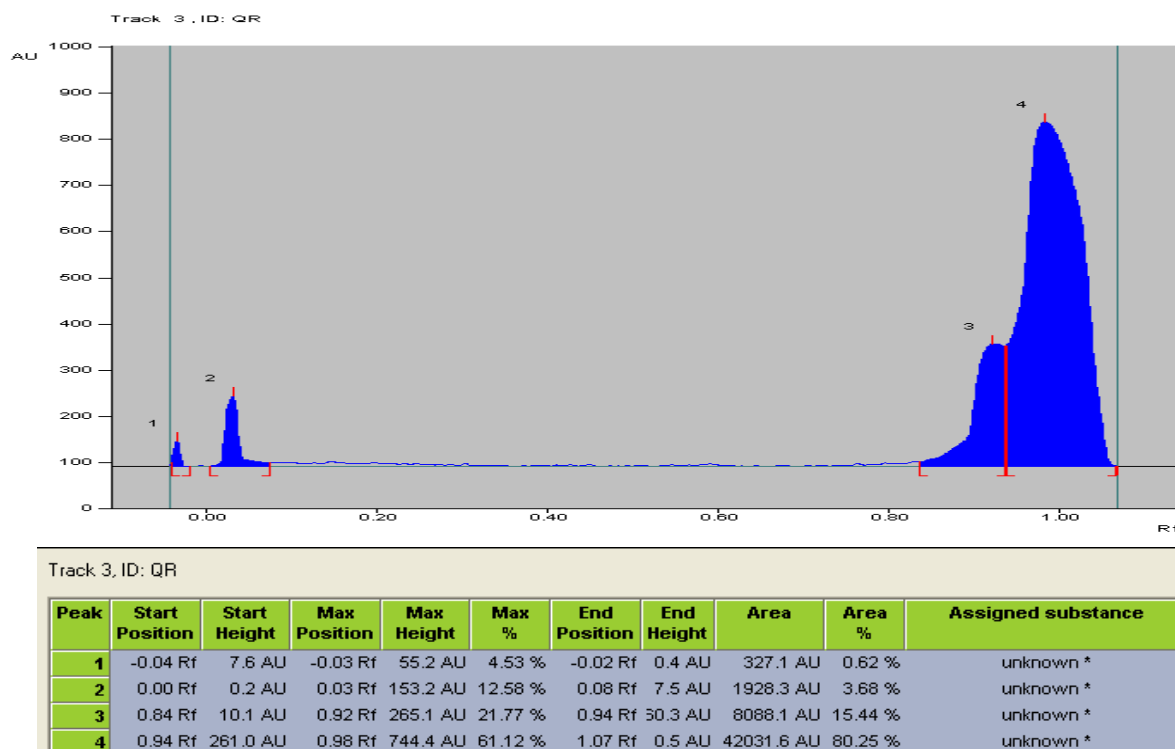 Track 3 , ID: QR
AU
1000
4
900
800
700
600
500
400
3
300
2
200
1
100
0
0.00 0.20 0.40 0.60 0.80 1.00
Track 3, ID: QR
Peak Start Position Start Height Max Position Max Height Max % End Position End Height Area Area % Assigned substance
1 -0.04 Rf 7.6 AU -0.03 Rf 55.2 AU 4.53 % -0.02 Rf 0.4 AU 327.1 AU 0.62 % unknown *
2 0.00 Rf 0.2 AU 0.03 Rf 153.2 AU 12.58 % 0.08 Rf 7.5 AU 1928.3 AU 3.68 % unknown *
3 0.84 Rf 10.1 AU 0.92 Rf 265.1 AU 21.77 % 0.94 Rf AU 8088.1 AU 15.44 % unknown *
4 0.94 Rf 261.0 AU 0.98 Rf 744.4 AU 61.12 % 1.07 Rf 0.5 AU 42031.6 AU 80.25 % unknown *